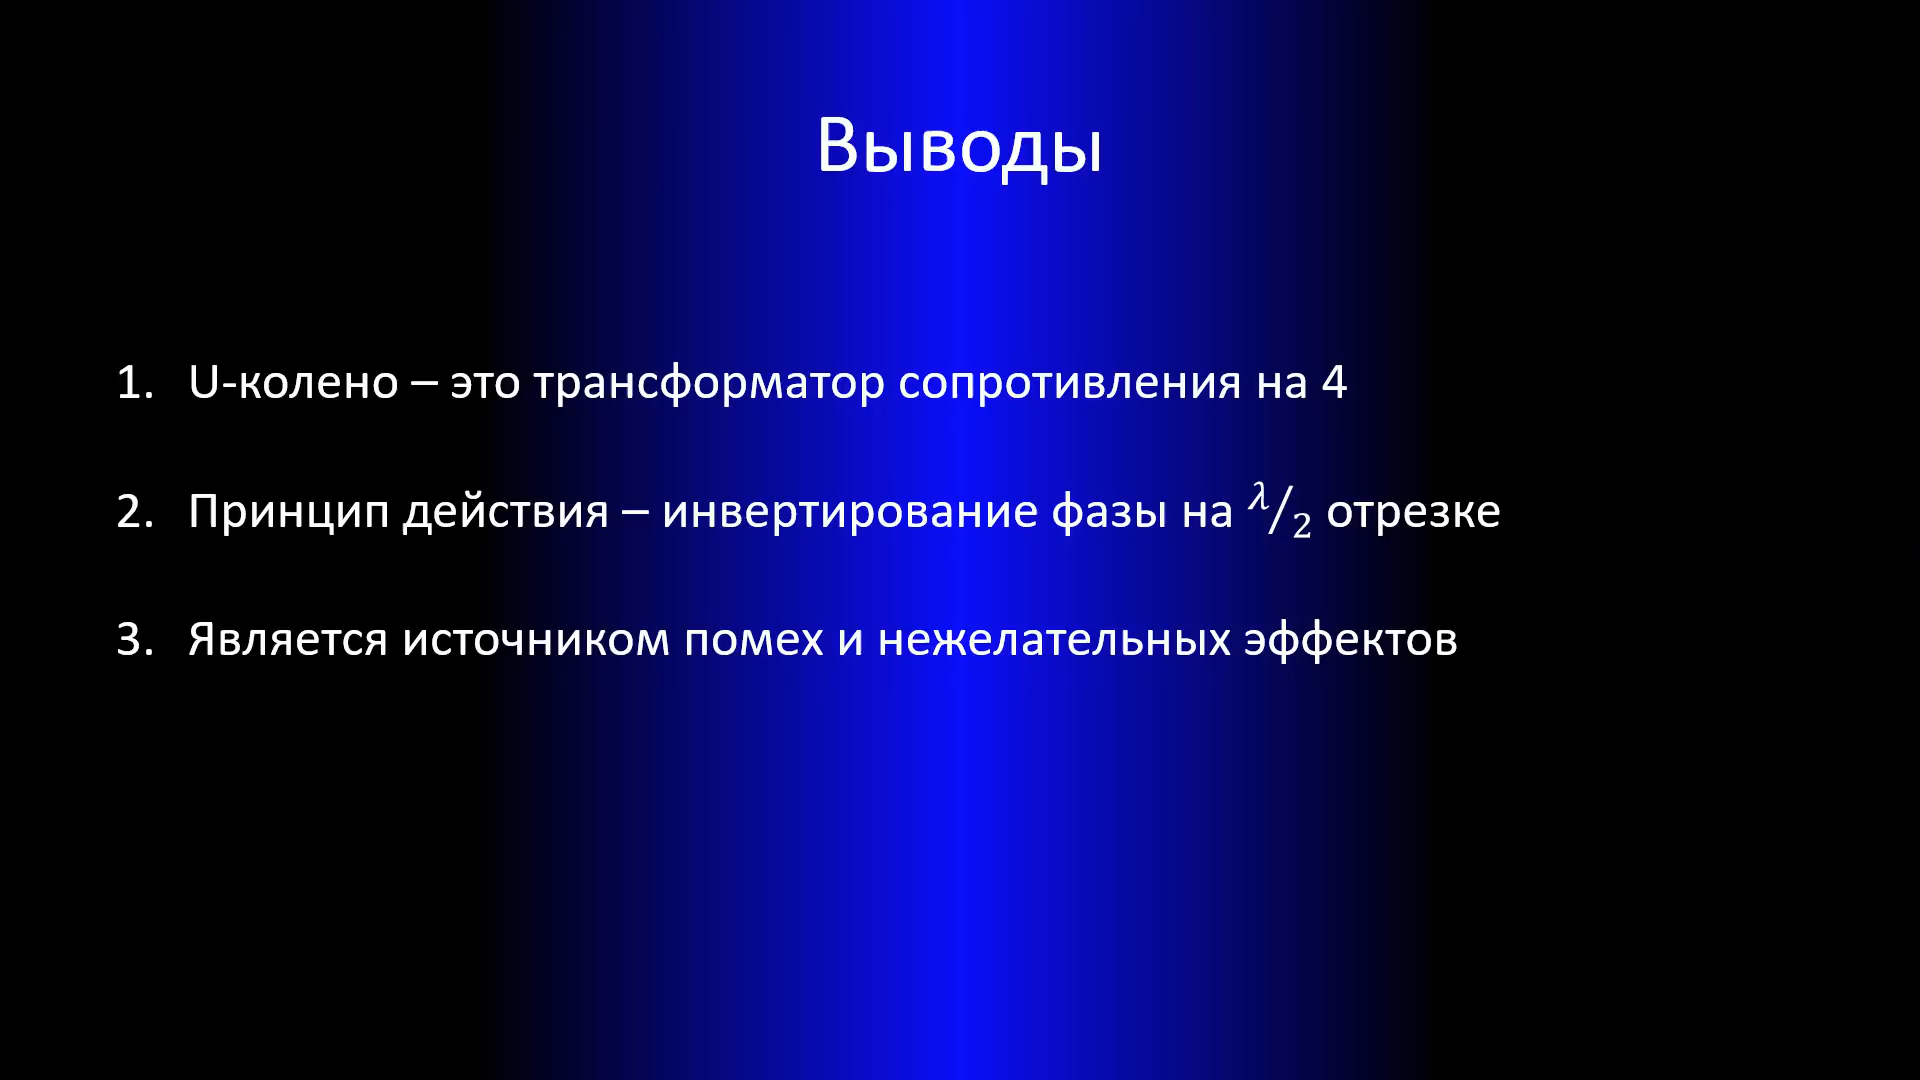 Выводы
1. U-колено – это трансформатор сопротивления на 4
2. Принцип действия – инвертирование фазы на λ/2 отрезке
3. Является источником помех и нежелательных эффектов